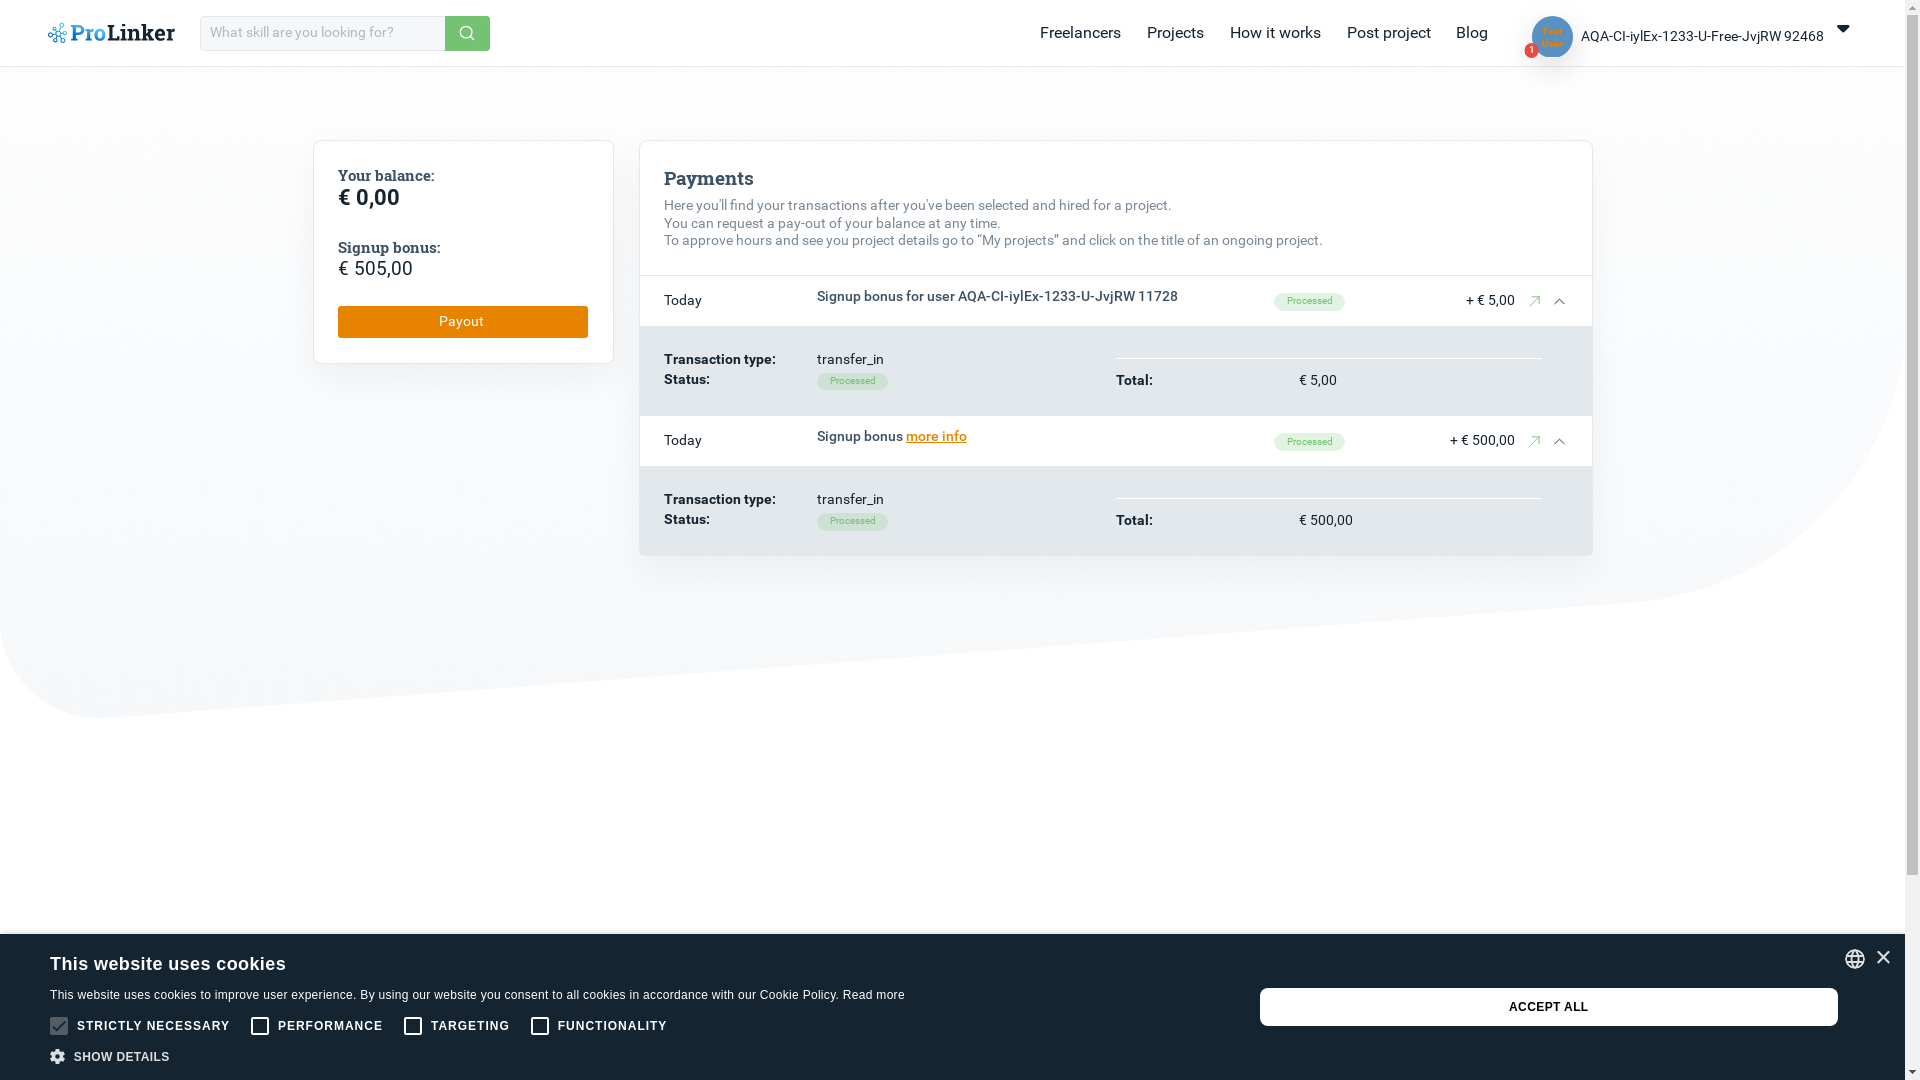 ProLinker
What skill are you looking for?
Freelancers
Projects
How it works
Post project
Blog
Test
User
1
AQA-CI-iylEx-1233-U-Free-JvjRW 92468
Your balance:
€ 0,00
Signup bonus:
€ 505,00
Payout
Payments
Here you'll find your transactions after you've been selected and hired for a project.
You can request a pay-out of your balance at any time.
To approve hours and see you project details go to “My projects” and click on the title of an ongoing project.
Today
Signup bonus for user AQA-CI-iylEx-1233-U-JvjRW 11728
Processed
+ € 5,00
Transaction type:
transfer_in
Status:
Processed
Total:
€ 5,00
Today
Signup bonus more info
Processed
+ € 500,00
Transaction type:
transfer_in
Status:
Processed
Total:
€ 500,00
This website uses cookies
This website uses cookies to improve user experience. By using our website you consent to all cookies in accordance with our Cookie Policy. Read more
STRICTLY NECESSARY
PERFORMANCE
TARGETING
FUNCTIONALITY
SHOW DETAILS
ACCEPT ALL